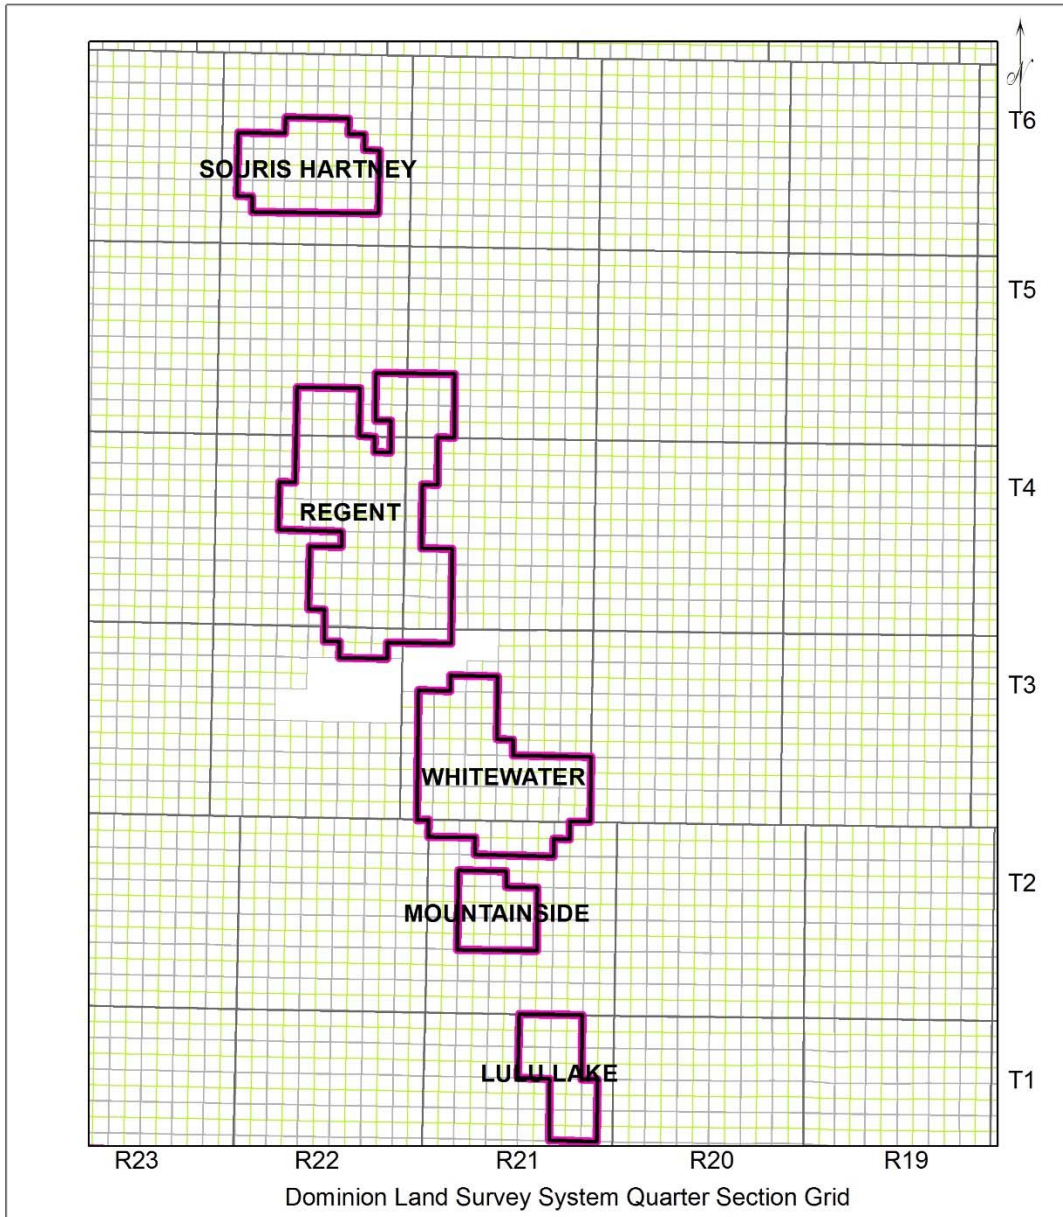 N
T6
SOURIS HARTNEY
T5
REGENT
T4
T3
WHITEWATER
T2
MOUNTAINSIDE
LULU LAKE
T1
R23 R22 R21 R20 R19
Dominion Land Survey System Quarter Section Grid